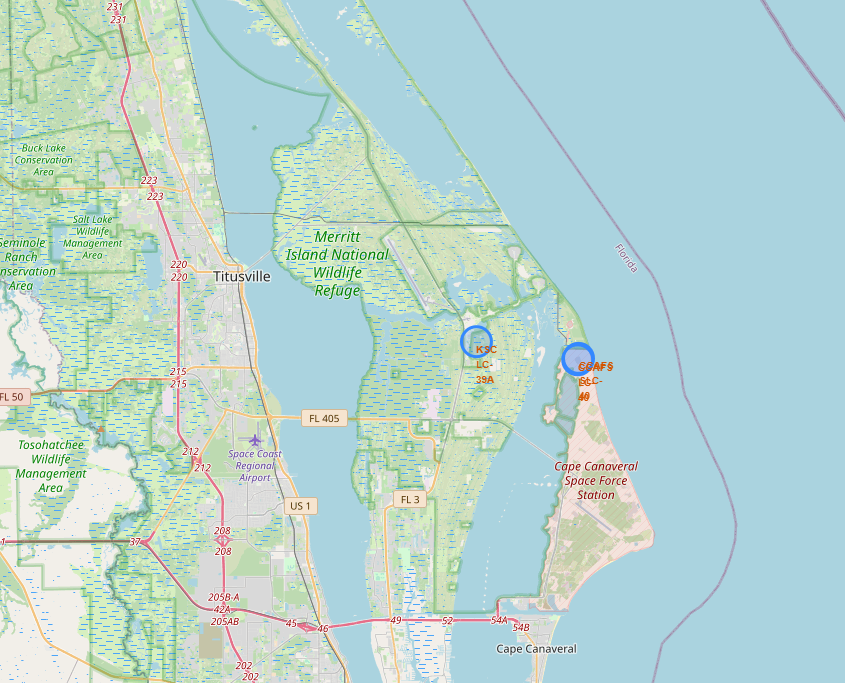 231
231
Buck Lake
Conservation
Area
223
223
Salt Lake
Wildlife
Management
Area
Seminole
Ranch
nservation
Area
220
220
Titusville
Merritt
Island National
Wildlife
Refuge
Florida
KSC
LC-
39A
SLC-
40
215
215
FL 50
FL 405
212
212
Space Coast
Regional
Airport
Tosohatchee
Wildlife
Management
Area
Cape Canaveral
Space Force
Station
FL 3
US 1
208
208
1
37
205B-A
42A
205AB
45
46
49
52
54A
54B
Cape Canaveral
202
202